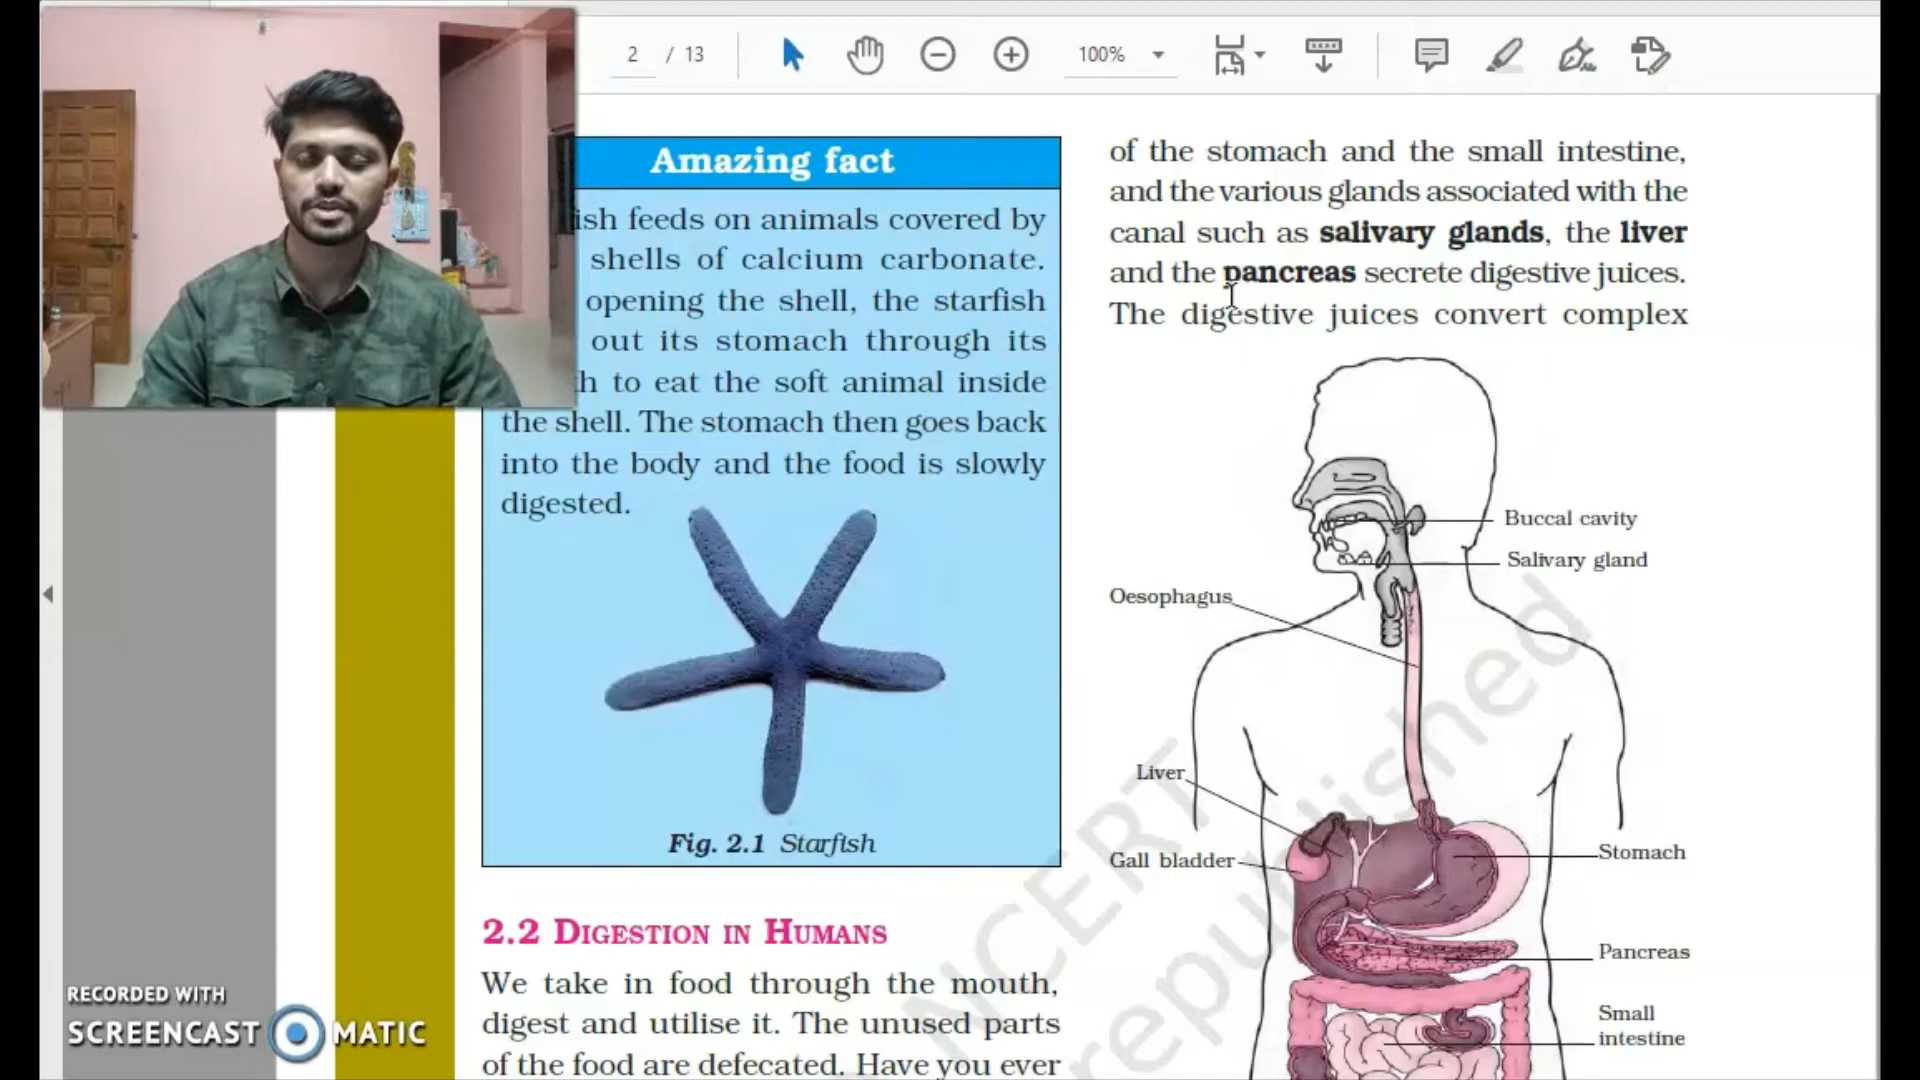 2 / 13
100%
Amazing fact
ish feeds on animals covered by
shells of calcium carbonate.
opening the shell, the starfish
out its stomach through its
h to eat the soft animal inside
the shell. The stomach then goes back
into the body and the food is slowly
digested.
Fig. 2.1 Starfish
2.2 DIGESTION IN HUMANS
We take in food through the mouth,
digest and utilise it. The unused parts
of the food are defecated. Have you ever
of the stomach and the small intestine,
and the various glands associated with the
canal such as salivary glands, the liver
and the pancreas secrete digestive juices.
The digestive juices convert complex
Buccal cavity
Salivary gland
Oesophagus
Liver
Gall bladder
Stomach
Pancreas
Small
intestine
NCERT
republished
RECORDED WITH
SCREENCAST MATIC